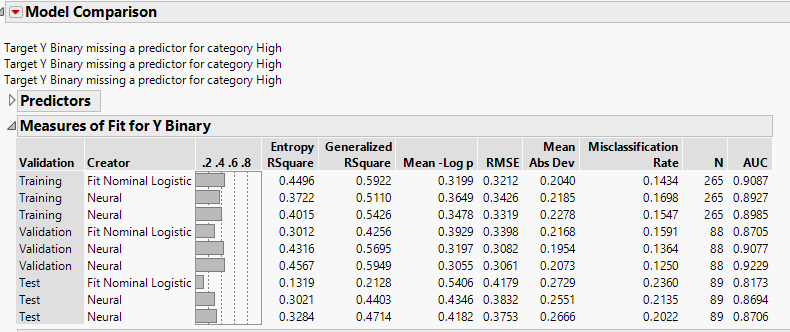 Model Comparison
Target Y Binary missing a predictor for category High
Target Y Binary missing a predictor for category High
Target Y Binary missing a predictor for category High
Predictors
Measures of Fit for Y Binary
Entropy Generalized Mean Misclassification
Validation Creator .2 .4 .6 .8 RSquare RSquare Mean -Log p RMSE Abs Dev Rate N AUC
Training Fit Nominal Logistic 0.4496 0.5922 0.3199 0.3212 0.2040 0.1434 265 0.9087
Training Neural 0.3722 0.5110 0.3649 0.3426 0.2185 0.1698 265 0.8927
Training Neural 0.4015 0.5426 0.3478 0.3319 0.2278 0.1547 265 0.8985
Validation Fit Nominal Logistic 0.3012 0.4256 0.3929 0.3398 0.2168 0.1591 88 0.8705
Validation Neural 0.4316 0.5695 0.3197 0.3082 0.1954 0.1364 88 0.9077
Validation Neural 0.4567 0.5949 0.3055 0.3061 0.2073 0.1250 88 0.9229
Test Fit Nominal Logistic 0.1319 0.2128 0.5406 0.4179 0.2729 0.2360 89 0.8173
Test Neural 0.3021 0.4403 0.4346 0.3832 0.2551 0.2135 89 0.8694
Test Neural 0.3284 0.4714 0.4182 0.3753 0.2666 0.2022 89 0.8706